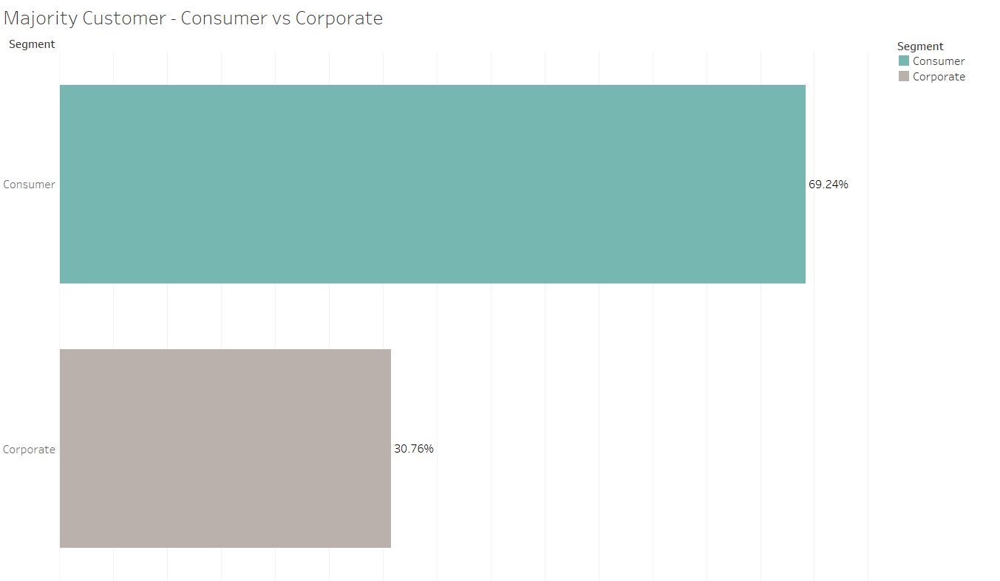 Majority Customer - Consumer vs Corporate
Segment
Consumer
69.24%
Corporate
30.76%
Segment
Consumer
Corporate